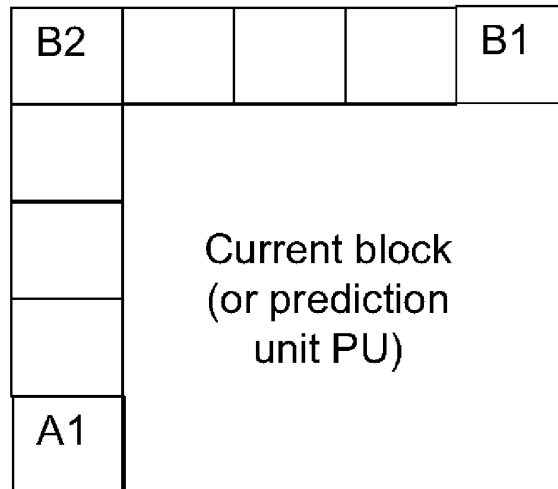 B2
B1
Current block
(or prediction
unit PU)
A1